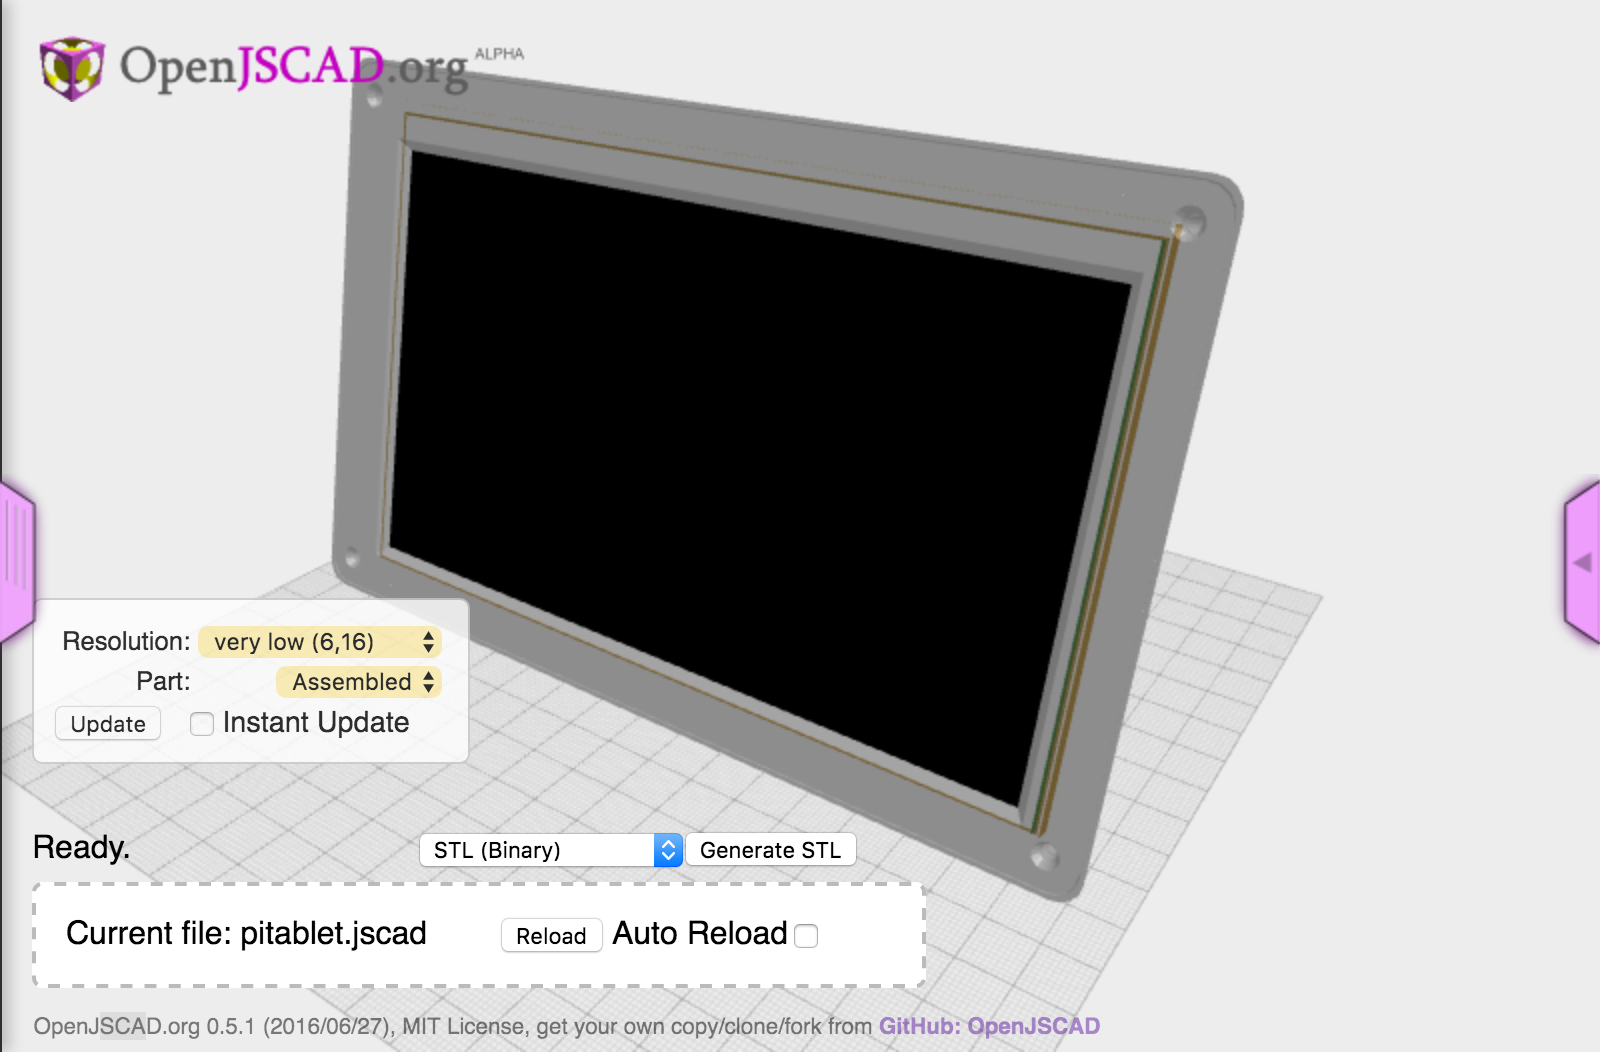 OpenJSCAD.org ALPHA
Resolution: very low (6,16)
Part: Assembled
Update Instant Update
Ready. STL (Binary) Generate STL
Current file: pitablet.jscad Reload Auto Reload
OpenJSCAD.org 0.5.1 (2016/06/27), MIT License, get your own copy/clone/fork from GitHub: OpenJSCAD